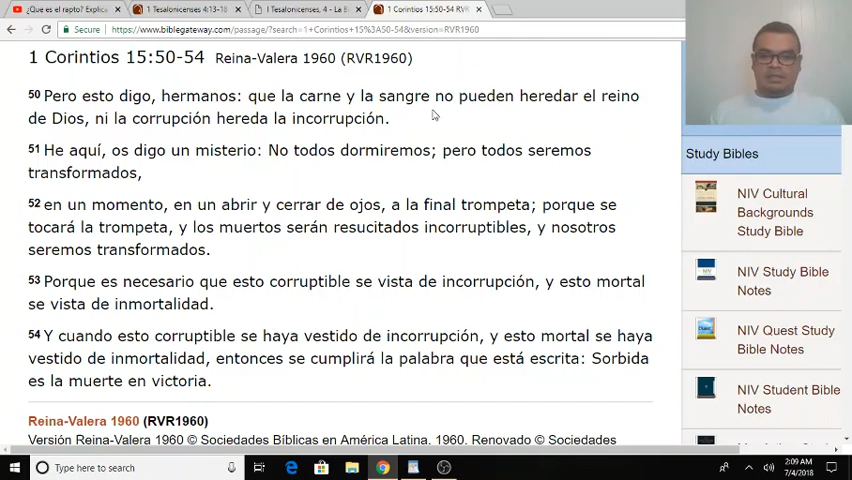 ¿Que es el rapto? Explica
1 Tesalonicenses 4:13-18
I Tesalonicenses, 4 - La B
1 Corintios 15:50-54 RV
Secure
https://www.biblegateway.com/passage/?search=1+Corintios+15%3A50-54&version=RVR1960
1 Corintios 15:50-54 Reina-Valera 1960 (RVR1960)
50 Pero esto digo, hermanos: que la carne y la sangre no pueden heredar el reino
de Dios, ni la corrupción hereda la incorrupción.
51 He aquí, os digo un misterio: No todos dormiremos; pero todos seremos
transformados,
52 en un momento, en un abrir y cerrar de ojos, a la final trompeta; porque se
tocará la trompeta, y los muertos serán resucitados incorruptibles, y nosotros
seremos transformados.
53 Porque es necesario que esto corruptible se vista de incorrupción, y esto mortal
se vista de inmortalidad.
54 Y cuando esto corruptible se haya vestido de incorrupción, y esto mortal se haya
vestido de inmortalidad, entonces se cumplirá la palabra que está escrita: Sorbida
es la muerte en victoria.
Reina-Valera 1960 (RVR1960)
Versión Reina-Valera 1960 © Sociedades Bíblicas en América Latina, 1960. Renovado © Sociedades
Study Bibles
NIV Cultural
Backgrounds
Study Bible
NIV Study Bible
Notes
NIV Quest Study
Bible Notes
NIV Student Bible
Notes
Type here to search
2:09 AM
7/4/2018